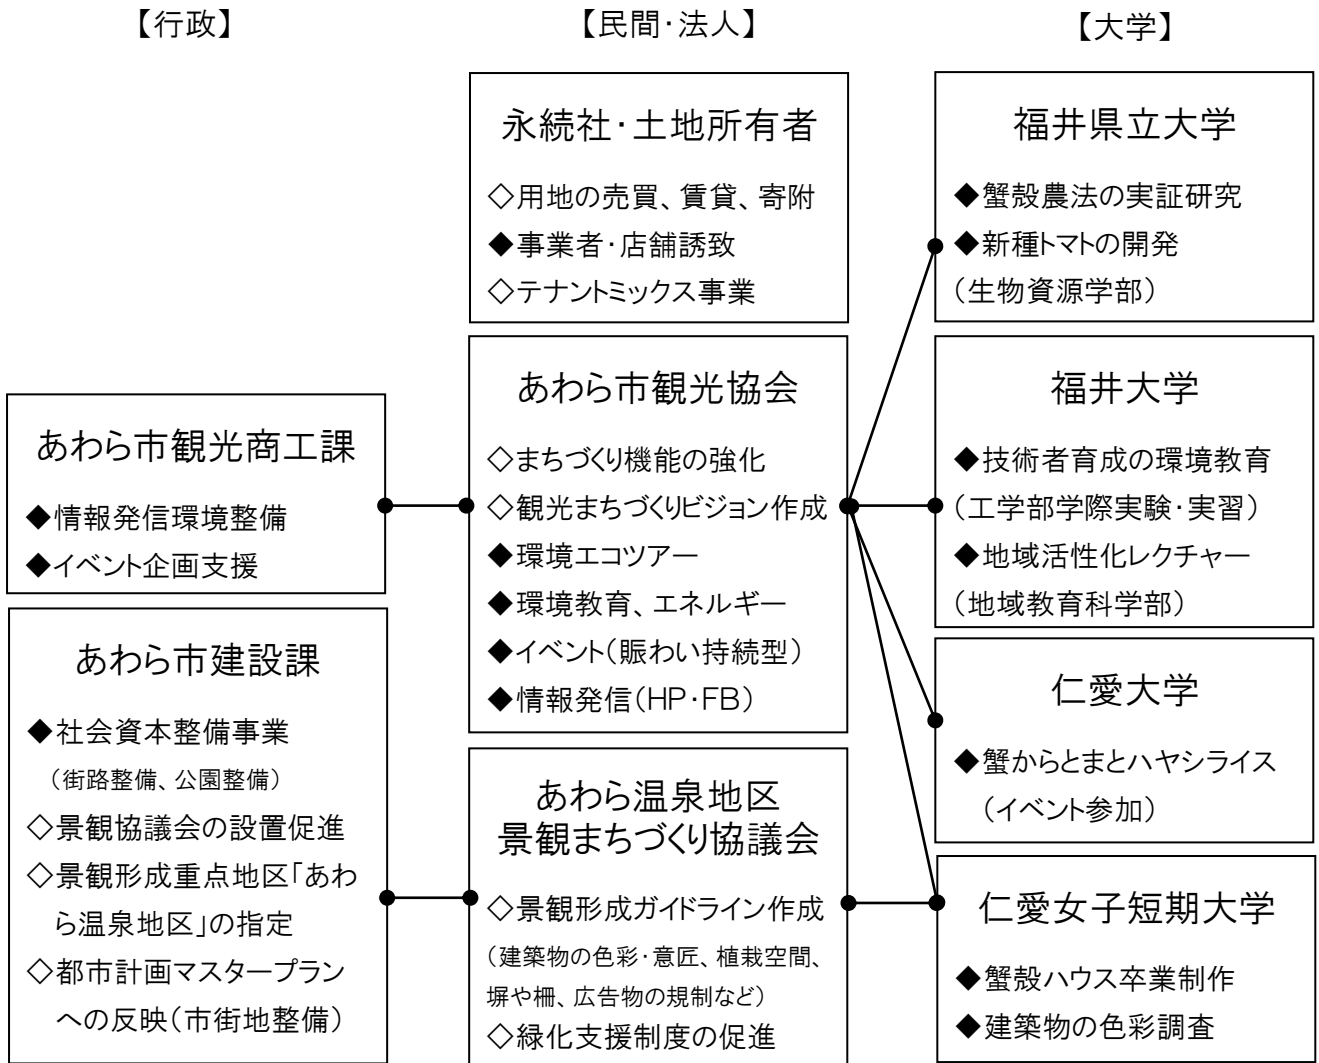 【行政】
あわら市観光商工課
◆情報発信環境整備
◆イベント企画支援
あわら市建設課
◆社会資本整備事業
（街路整備、公園整備）
◇景観協議会の設置促進
◇景観形成重点地区「あわ
ら温泉地区」の指定
◇都市計画マスタープラン
への反映（市街地整備）
【民間・法人】
永続社・土地所有者
◇用地の売買、賃貸、寄附
◆事業者・店舗誘致
◇テナントミックス事業
あわら市観光協会
◇まちづくり機能の強化
◇観光まちづくりビジョン作成
◆環境エコツアー
◆環境教育、エネルギー
◆イベント（賑わい持続型）
◆情報発信（HP・FB）
あわら温泉地区
景観まちづくり協議会
◇景観形成ガイドライン作成
（建築物の色彩・意匠、植栽空間、
塀や柵、広告物の規制など）
◇緑化支援制度の促進
【大学】
福井県立大学
◆蟹殻農法の実証研究
◆新種トマトの開発
（生物資源学部）
福井大学
◆技術者育成の環境教育
（工学部学際実験・実習）
◆地域活性化レクチャー
（地域教育科学部）
仁愛大学
◆蟹からとまとハヤシライス
（イベント参加）
仁愛女子短期大学
◆蟹殻ハウス卒業制作
◆建築物の色彩調査